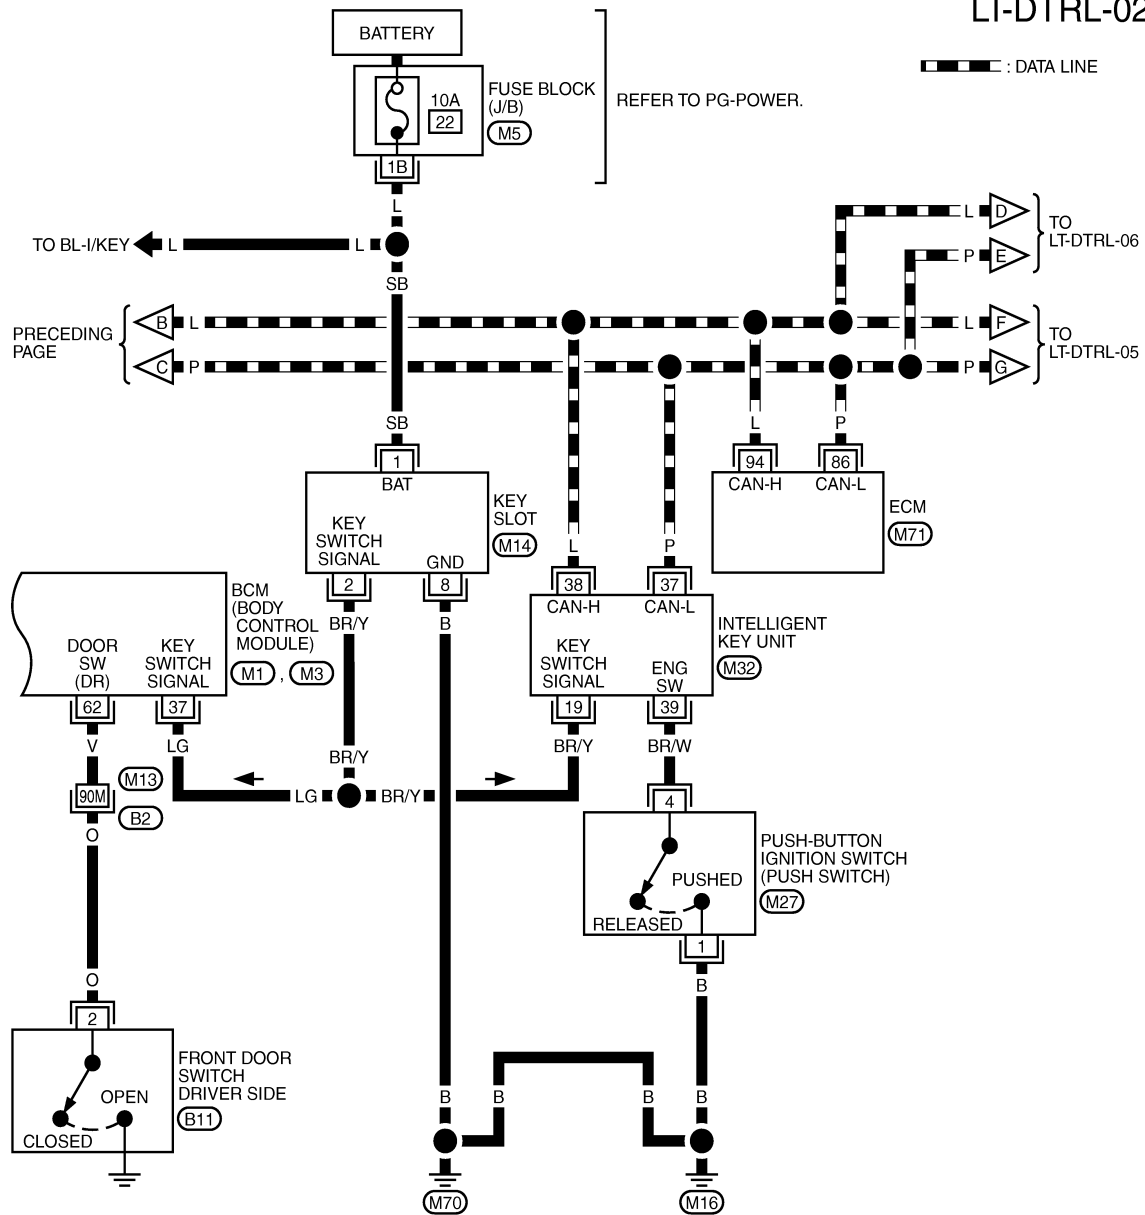 LT-DTRL-02
BATTERY
: DATA LINE
10A
22
FUSE BLOCK
(J/B)
M5
REFER TO PG-POWER.
1B
L
TO BL-I/KEY
L
L
SB
L
D
P
E
TO
LT-DTRL-06
PRECEDING
PAGE
B
L
C
P
L
F
P
G
TO
LT-DTRL-05
SB
L
P
1
BAT
KEY
SWITCH
SIGNAL
GND
KEY
SLOT
M14
2
8
94
86
CAN-H
CAN-L
ECM
M71
L
P
38
37
CAN-H
CAN-L
KEY
SWITCH
SIGNAL
ENG
SW
INTELLIGENT
KEY UNIT
M32
19
39
BR/Y
B
BCM
(BODY
CONTROL
MODULE)
M1 , M3
DOOR
SW
(DR)
KEY
SWITCH
SIGNAL
62
37
V
LG
BR/Y
BR/Y
BR/W
LG
BR/Y
M13
90M
B2
O
4
PUSHED
RELEASED
PUSH-BUTTON
IGNITION SWITCH
(PUSH SWITCH)
M27
1
B
O
2
OPEN
CLOSED
FRONT DOOR
SWITCH
DRIVER SIDE
B11
B
B
B
B
M70
M16